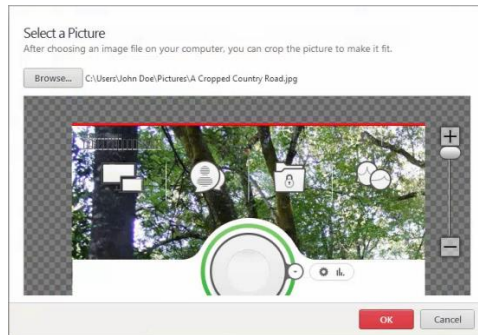 Select a Picture
After choosing an image file on your computer, you can crop the picture to make it fit.
Browse... C:\Users\John Doe\Pictures\A Cropped Country Road.jpg
OK Cancel